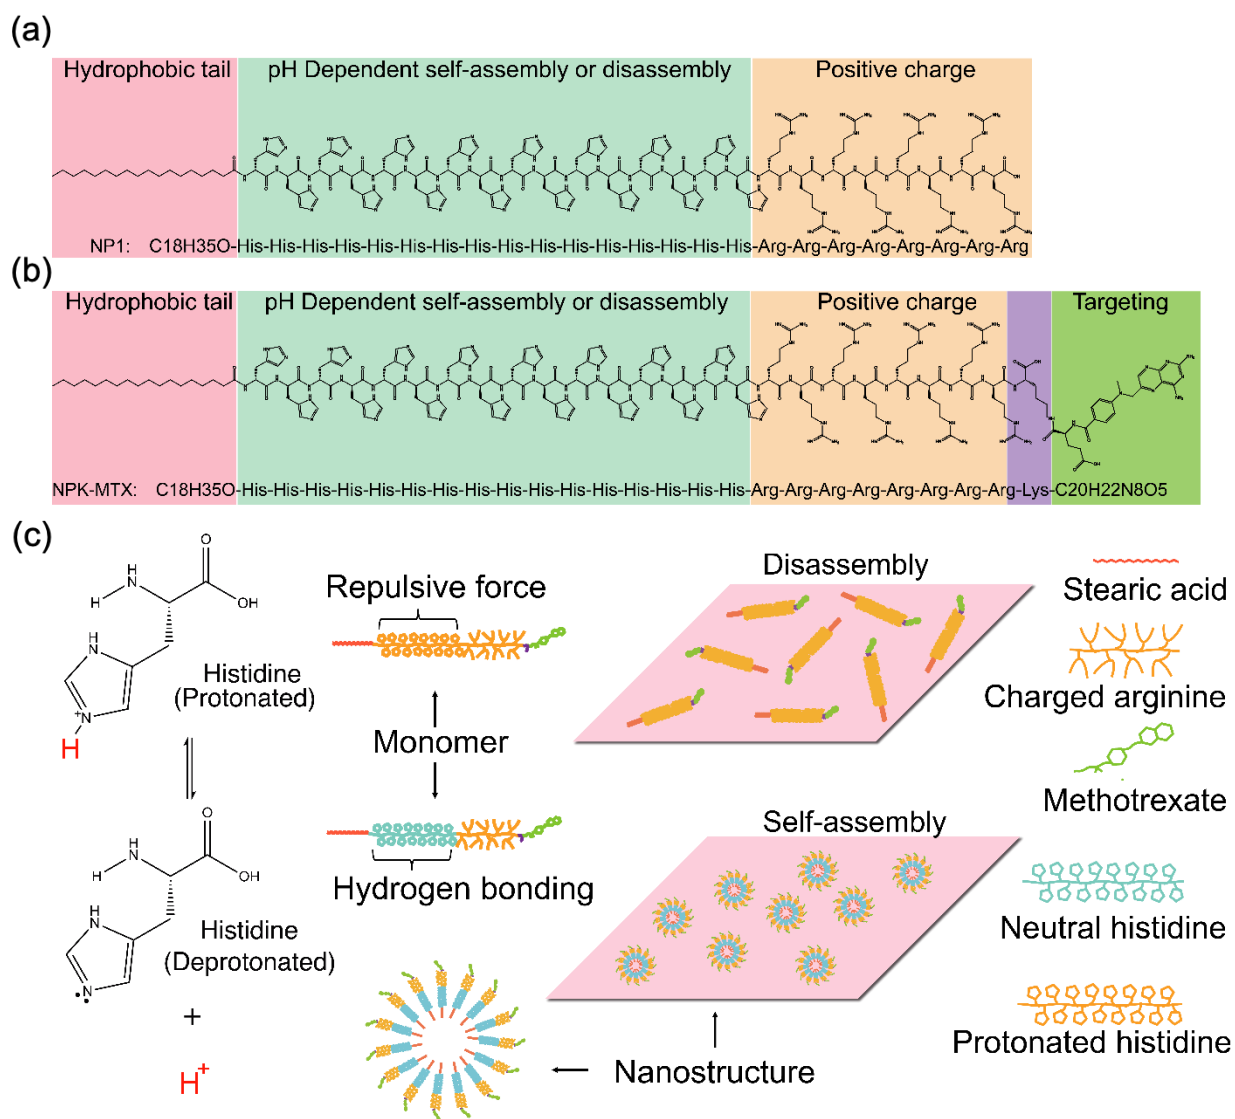 (a)
Hydrophobic tail
pH Dependent self-assembly or disassembly
Positive charge
NP1: C18H35O-His-His-His-His-His-His-His-His-His-His-His-His-His-His-His-Arg-Arg-Arg-Arg-Arg-Arg-Arg-Arg
(b)
Hydrophobic tail
pH Dependent self-assembly or disassembly
Positive charge
Targeting
NPK-MTX: C18H35O-His-His-His-His-His-His-His-His-His-His-His-His-His-His-His-Arg-Arg-Arg-Arg-Arg-Arg-Arg-Arg-Lys-C20H22N8O5
(c)
O
N
H
H
OH
NH
N+
H
Histidine
(Protonated)
O
N
H
H
OH
NH
N
Histidine
(Deprotonated)
+
H+
Repulsive force
Monomer
Hydrogen bonding
Disassembly
Self-assembly
Nanostructure
Stearic acid
Charged arginine
Methotrexate
Neutral histidine
Protonated histidine